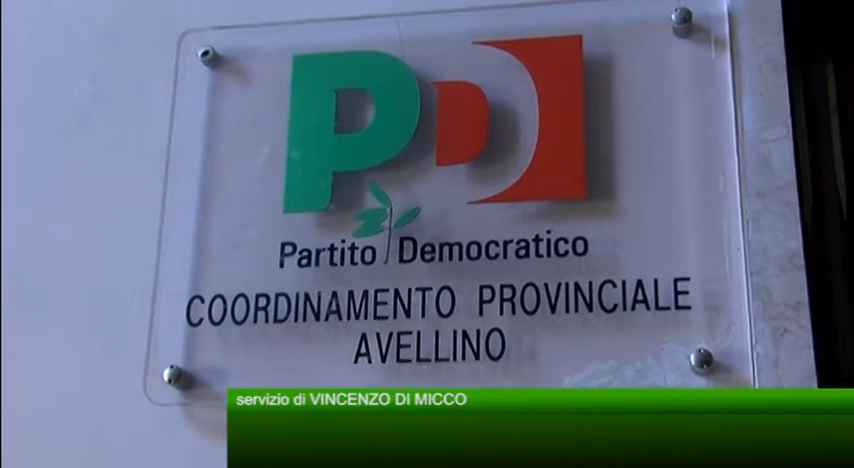 PD
Partito Democratico
COORDINAMENTO PROVINCIALE
AVELLINO
servizio di VINCENZO DI MICCO